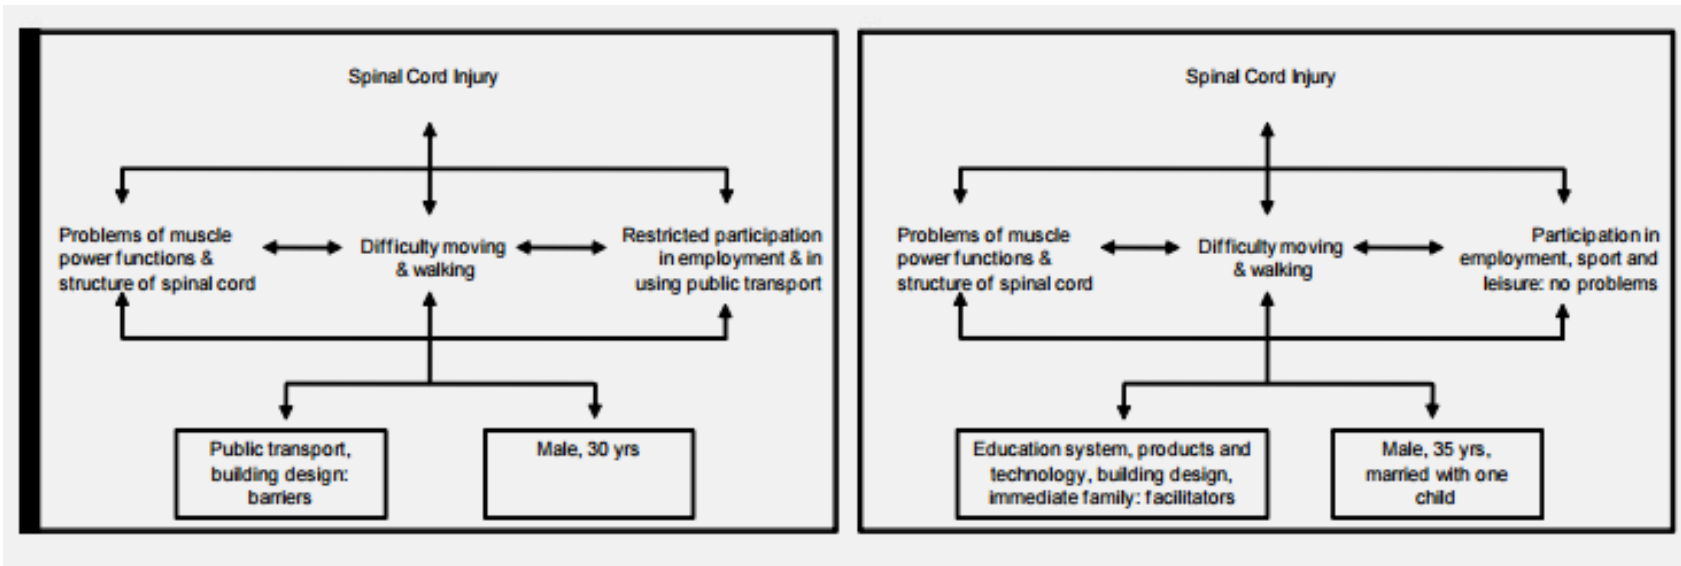 Spinal Cord Injury
Problems of muscle
power functions &
structure of spinal cord
Difficulty moving
& walking
Restricted participation
in employment & in
using public transport
Public transport,
building design:
barriers
Male, 30 yrs
Spinal Cord Injury
Problems of muscle
power functions &
structure of spinal cord
Difficulty moving
& walking
Participation in
employment, sport and
leisure: no problems
Education system, products and
technology, building design,
immediate family: facilitators
Male, 35 yrs,
married with one
child